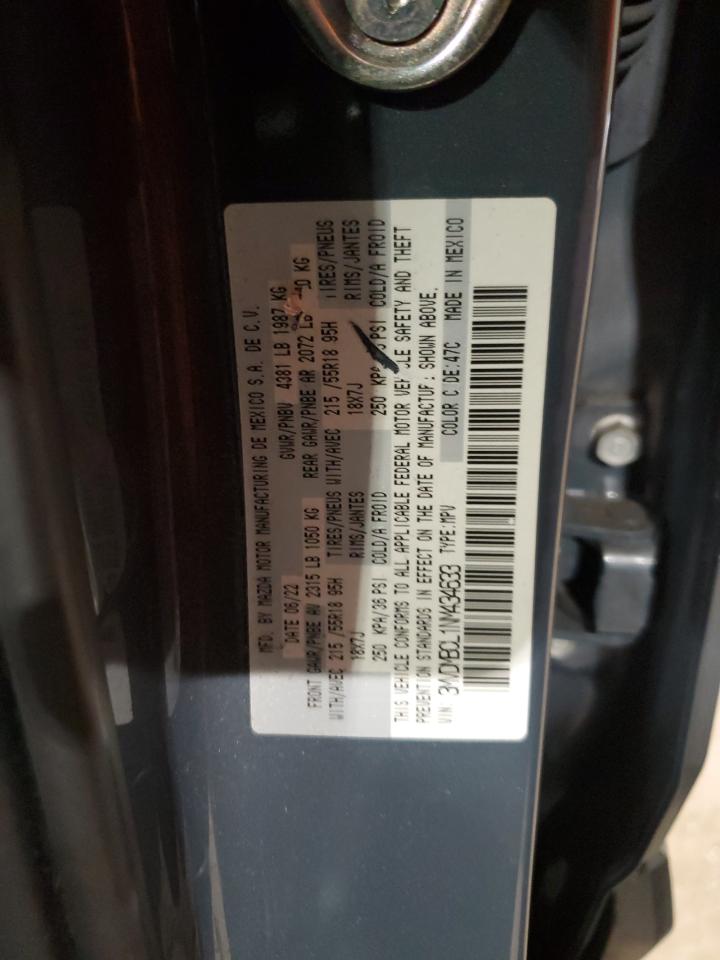 MFD. BY MAZDA MOTOR MANUFACTURING DE MEXICO S.A. DE C.V.
DATE 06/22 GVWR/PNBV 4381 LB 1987 KG
FRONT GAWR/PNBE AV 2315 LB 1050 KG REAR GAWR/PNBE AR 2072 LB KG
WITH/AVEC 215 /55R18 95H TIRES/PNEUS WITH/AVEC 215 /55R18 95H TIRES/PNEUS
18X7J RIMS/JANTES 18X7J RIMS/JANTES
250 KPA/36 PSI COLD/A FROID 250 KPA PSI COLD/A FROID
THIS VEHICLE CONFORMS TO ALL APPLICABLE FEDERAL MOTOR VEHICLE SAFETY AND THEFT
PREVENTION STANDARDS IN EFFECT ON THE DATE OF MANUFACTURE SHOWN ABOVE.
VIN: TYPE:MPV COLOR CODE:47C MADE IN MEXICO